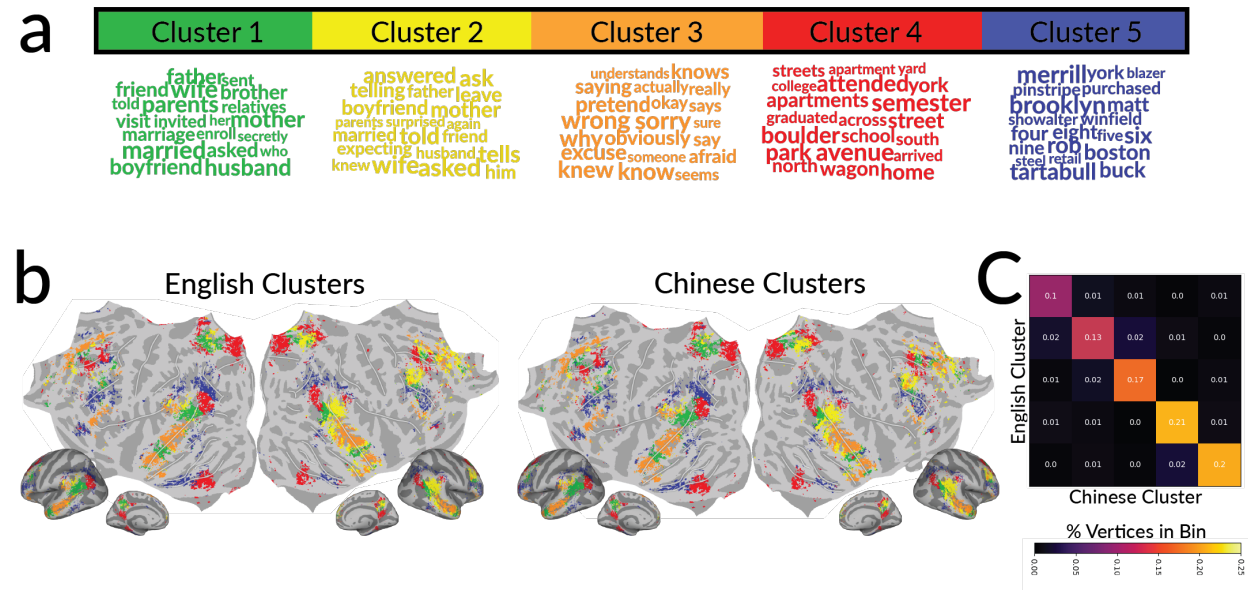 a
Cluster 1 Cluster 2 Cluster 3 Cluster 4 Cluster 5
father sent
friend wife brother
told parents relatives
visit invited her mother
marriage enroll secretly
married asked who
boyfriend husband
answered ask
telling father leave
boyfriend mother
parents surprised again
married told friend
expecting husband tells
knew wife asked him
understands knows
saying actually really
pretend okay says
wrong sorry sure
why obviously say
excuse someone afraid
knew know seems
streets apartment yard
college attended york
apartments semester
graduated across street
boulder school south
park avenue arrived
north wagon home
merrill york blazer
pinstripe purchased
brooklyn matt
showalter winfield
four eight five six
nine rob boston
steel retail
tartabull buck
b
English Clusters
Chinese Clusters
C
English Cluster
0.1 0.01 0.01 0.0 0.01
0.02 0.13 0.02 0.01 0.0
0.01 0.02 0.17 0.0 0.01
0.01 0.01 0.0 0.21 0.01
0.0 0.01 0.0 0.02 0.2
Chinese Cluster
% Vertices in Bin
0.00 0.05 0.10 0.15 0.20 0.25